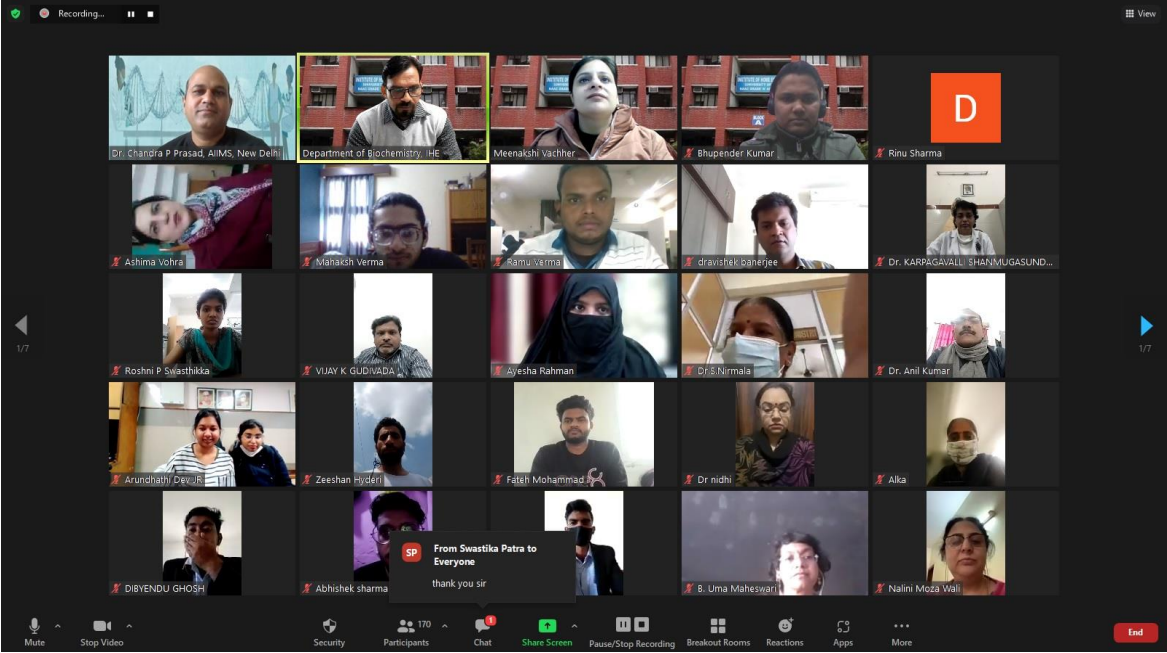 Recording...
View
Dr. Chandra P Prasad, AIIMS, New Delhi
Department of Biochemistry, IHE
Meenakshi Vachher
Bhupender Kumar
D
Rinu Sharma
Ashima Vohra
Mahaksh Verma
Ramu Verma
dravishek banerjee
Dr. KARPAGAVALLI SHANMUGASUND...
1/7
1/7
Roshni P Swasthikka
VIJAY K GUDIVADA
Ayesha Rahman
Dr.S.Nirmala
Dr. Anil Kumar
Arundhathi Dev JR
Zeeshan Hyderi
Fateh Mohammad
Dr nidhi
Alka
DIBYENDU GHOSH
Abhishek sharma
B. Uma Maheswari
Nalini Moza Wali
SP
From Swastika Patra to
Everyone
thank you sir
Mute
Stop Video
Security
170
Participants
1
Chat
Share Screen
Pause/Stop Recording
Breakout Rooms
Reactions
Apps
More
End